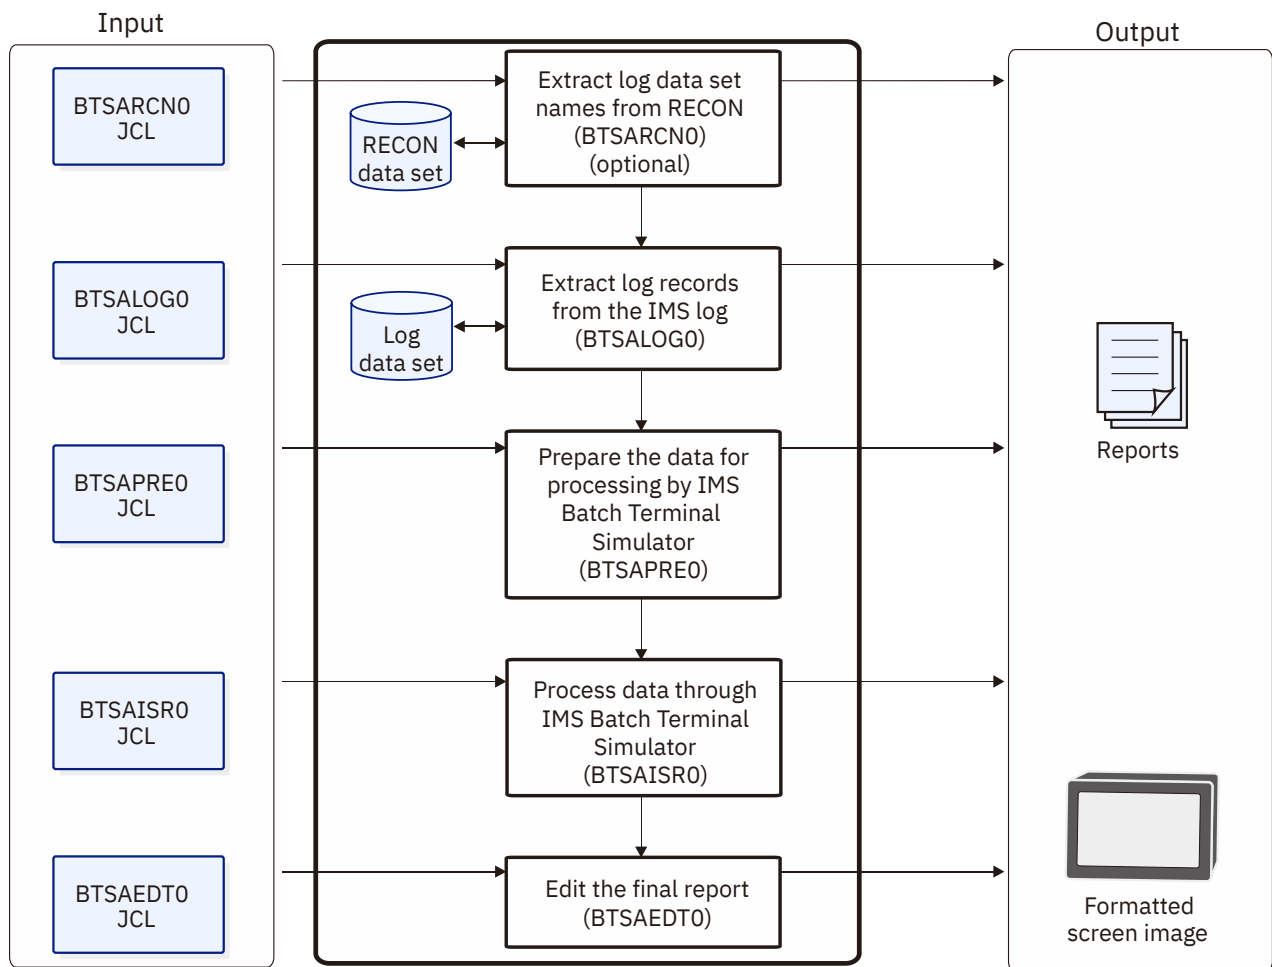 Input
Output
BTSARCN0
JCL
Extract log data set
names from RECON
(BTSARCN0)
(optional)
RECON
data set
BTSALOG0
JCL
Extract log records
from the IMS log
(BTSALOG0)
Log
data set
BTSAPRE0
JCL
Prepare the data for
processing by IMS
Batch Terminal
Simulator
(BTSAPRE0)
Reports
BTSAISR0
JCL
Process data through
IMS Batch Terminal
Simulator
(BTSAISR0)
BTSAEDT0
JCL
Edit the final report
(BTSAEDT0)
Formatted
screen image